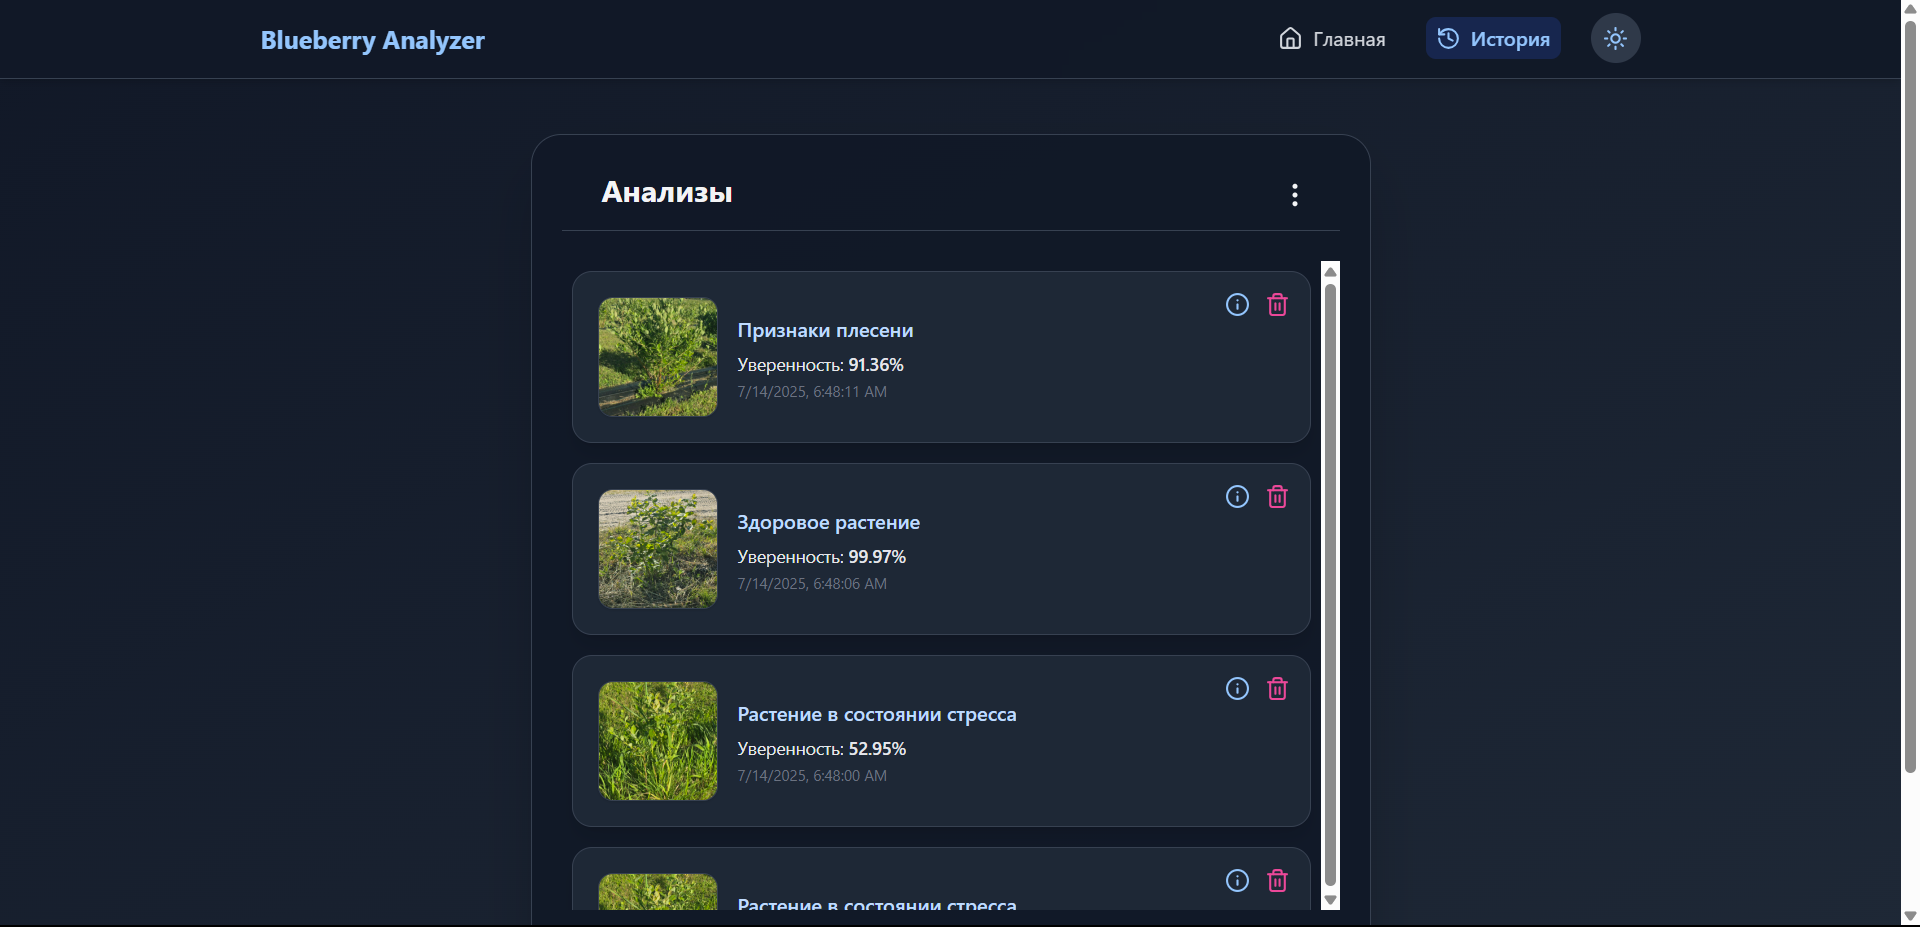 Blueberry Analyzer
Главная
История
Анализы
Признаки плесени
Уверенность: 91.36%
7/14/2025, 6:48:11 AM
Здоровое растение
Уверенность: 99.97%
7/14/2025, 6:48:06 AM
Растение в состоянии стресса
Уверенность: 52.95%
7/14/2025, 6:48:00 AM
Растение в состоянии стресса